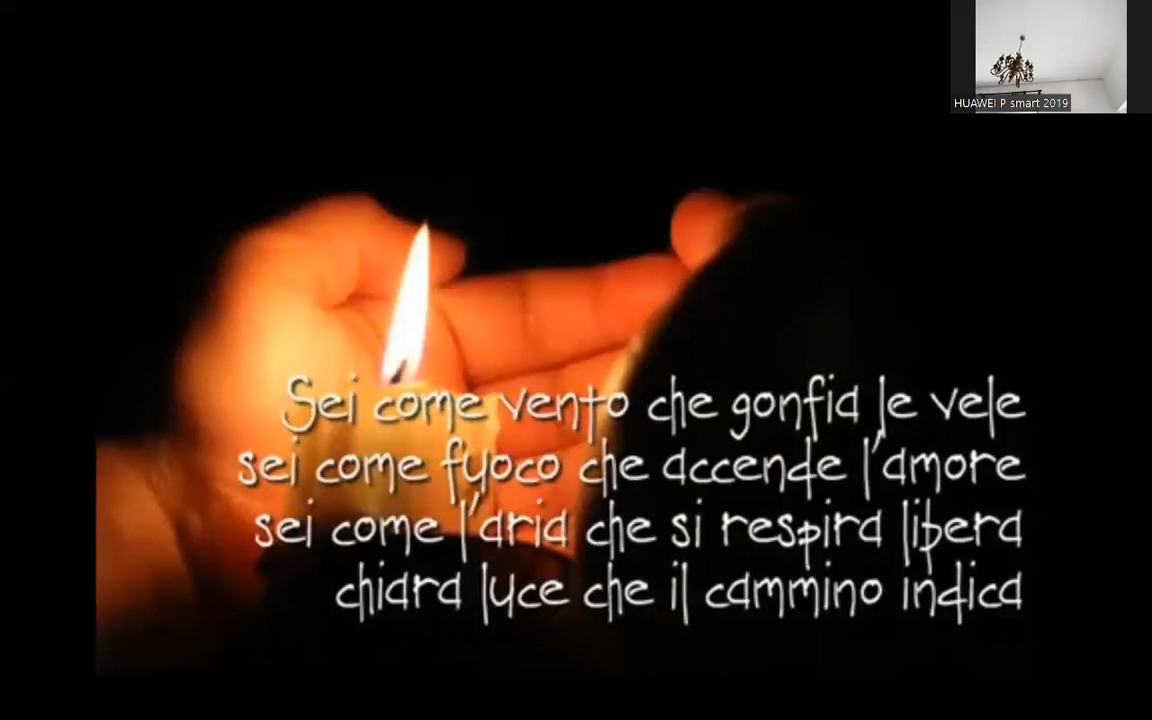 HUAWEI P smart 2019
Sei come vento che gonfia le vele
sei come fuoco che accende l'amore
sei come l'aria che si respira libera
chiara luce che il cammino indica